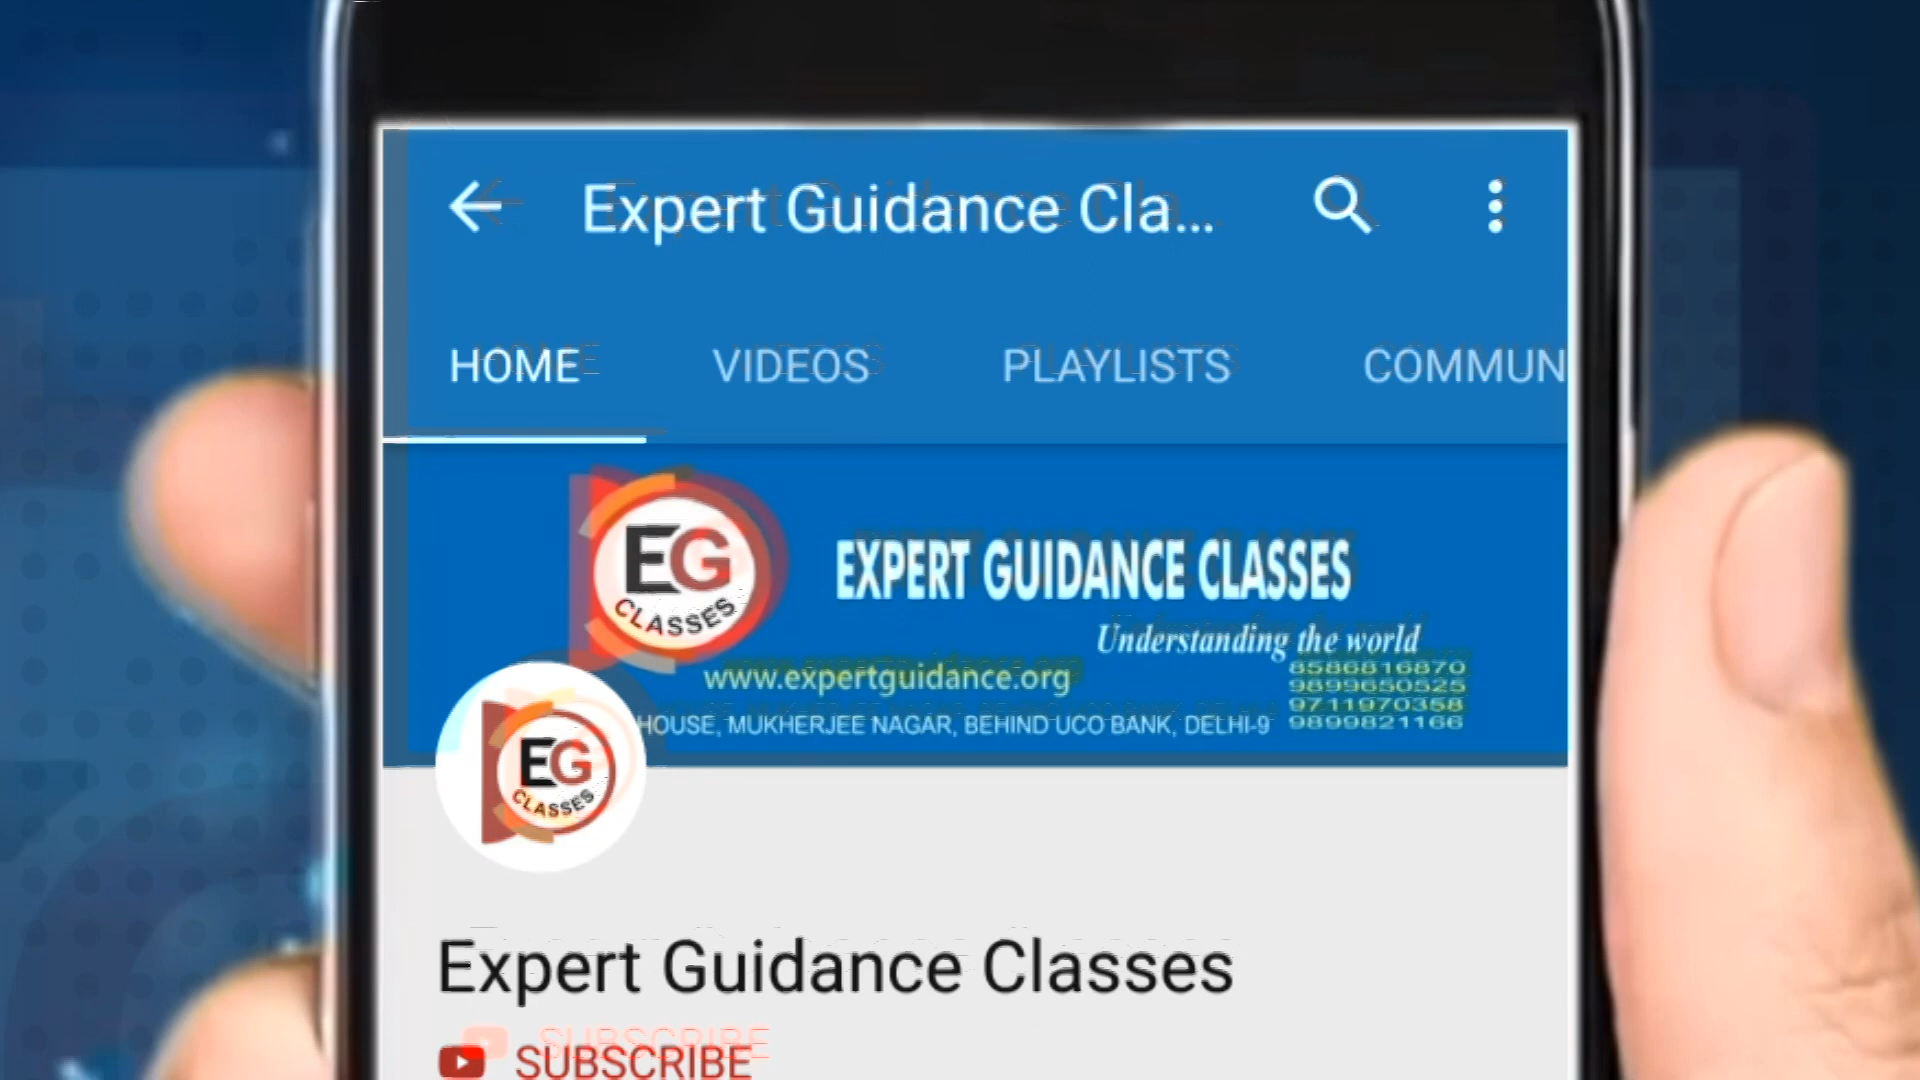 Expert Guidance Cla...
HOME VIDEOS PLAYLISTS COMMUN
EG
CLASSES
EXPERT GUIDANCE CLASSES
Understanding the world
www.expertguidance.org
8586816870
9899650525
9711970358
9899821166
HOUSE, MUKHERJEE NAGAR, BEHIND UCO BANK, DELHI-9
EG
CLASSES
Expert Guidance Classes
SUBSCRIBE